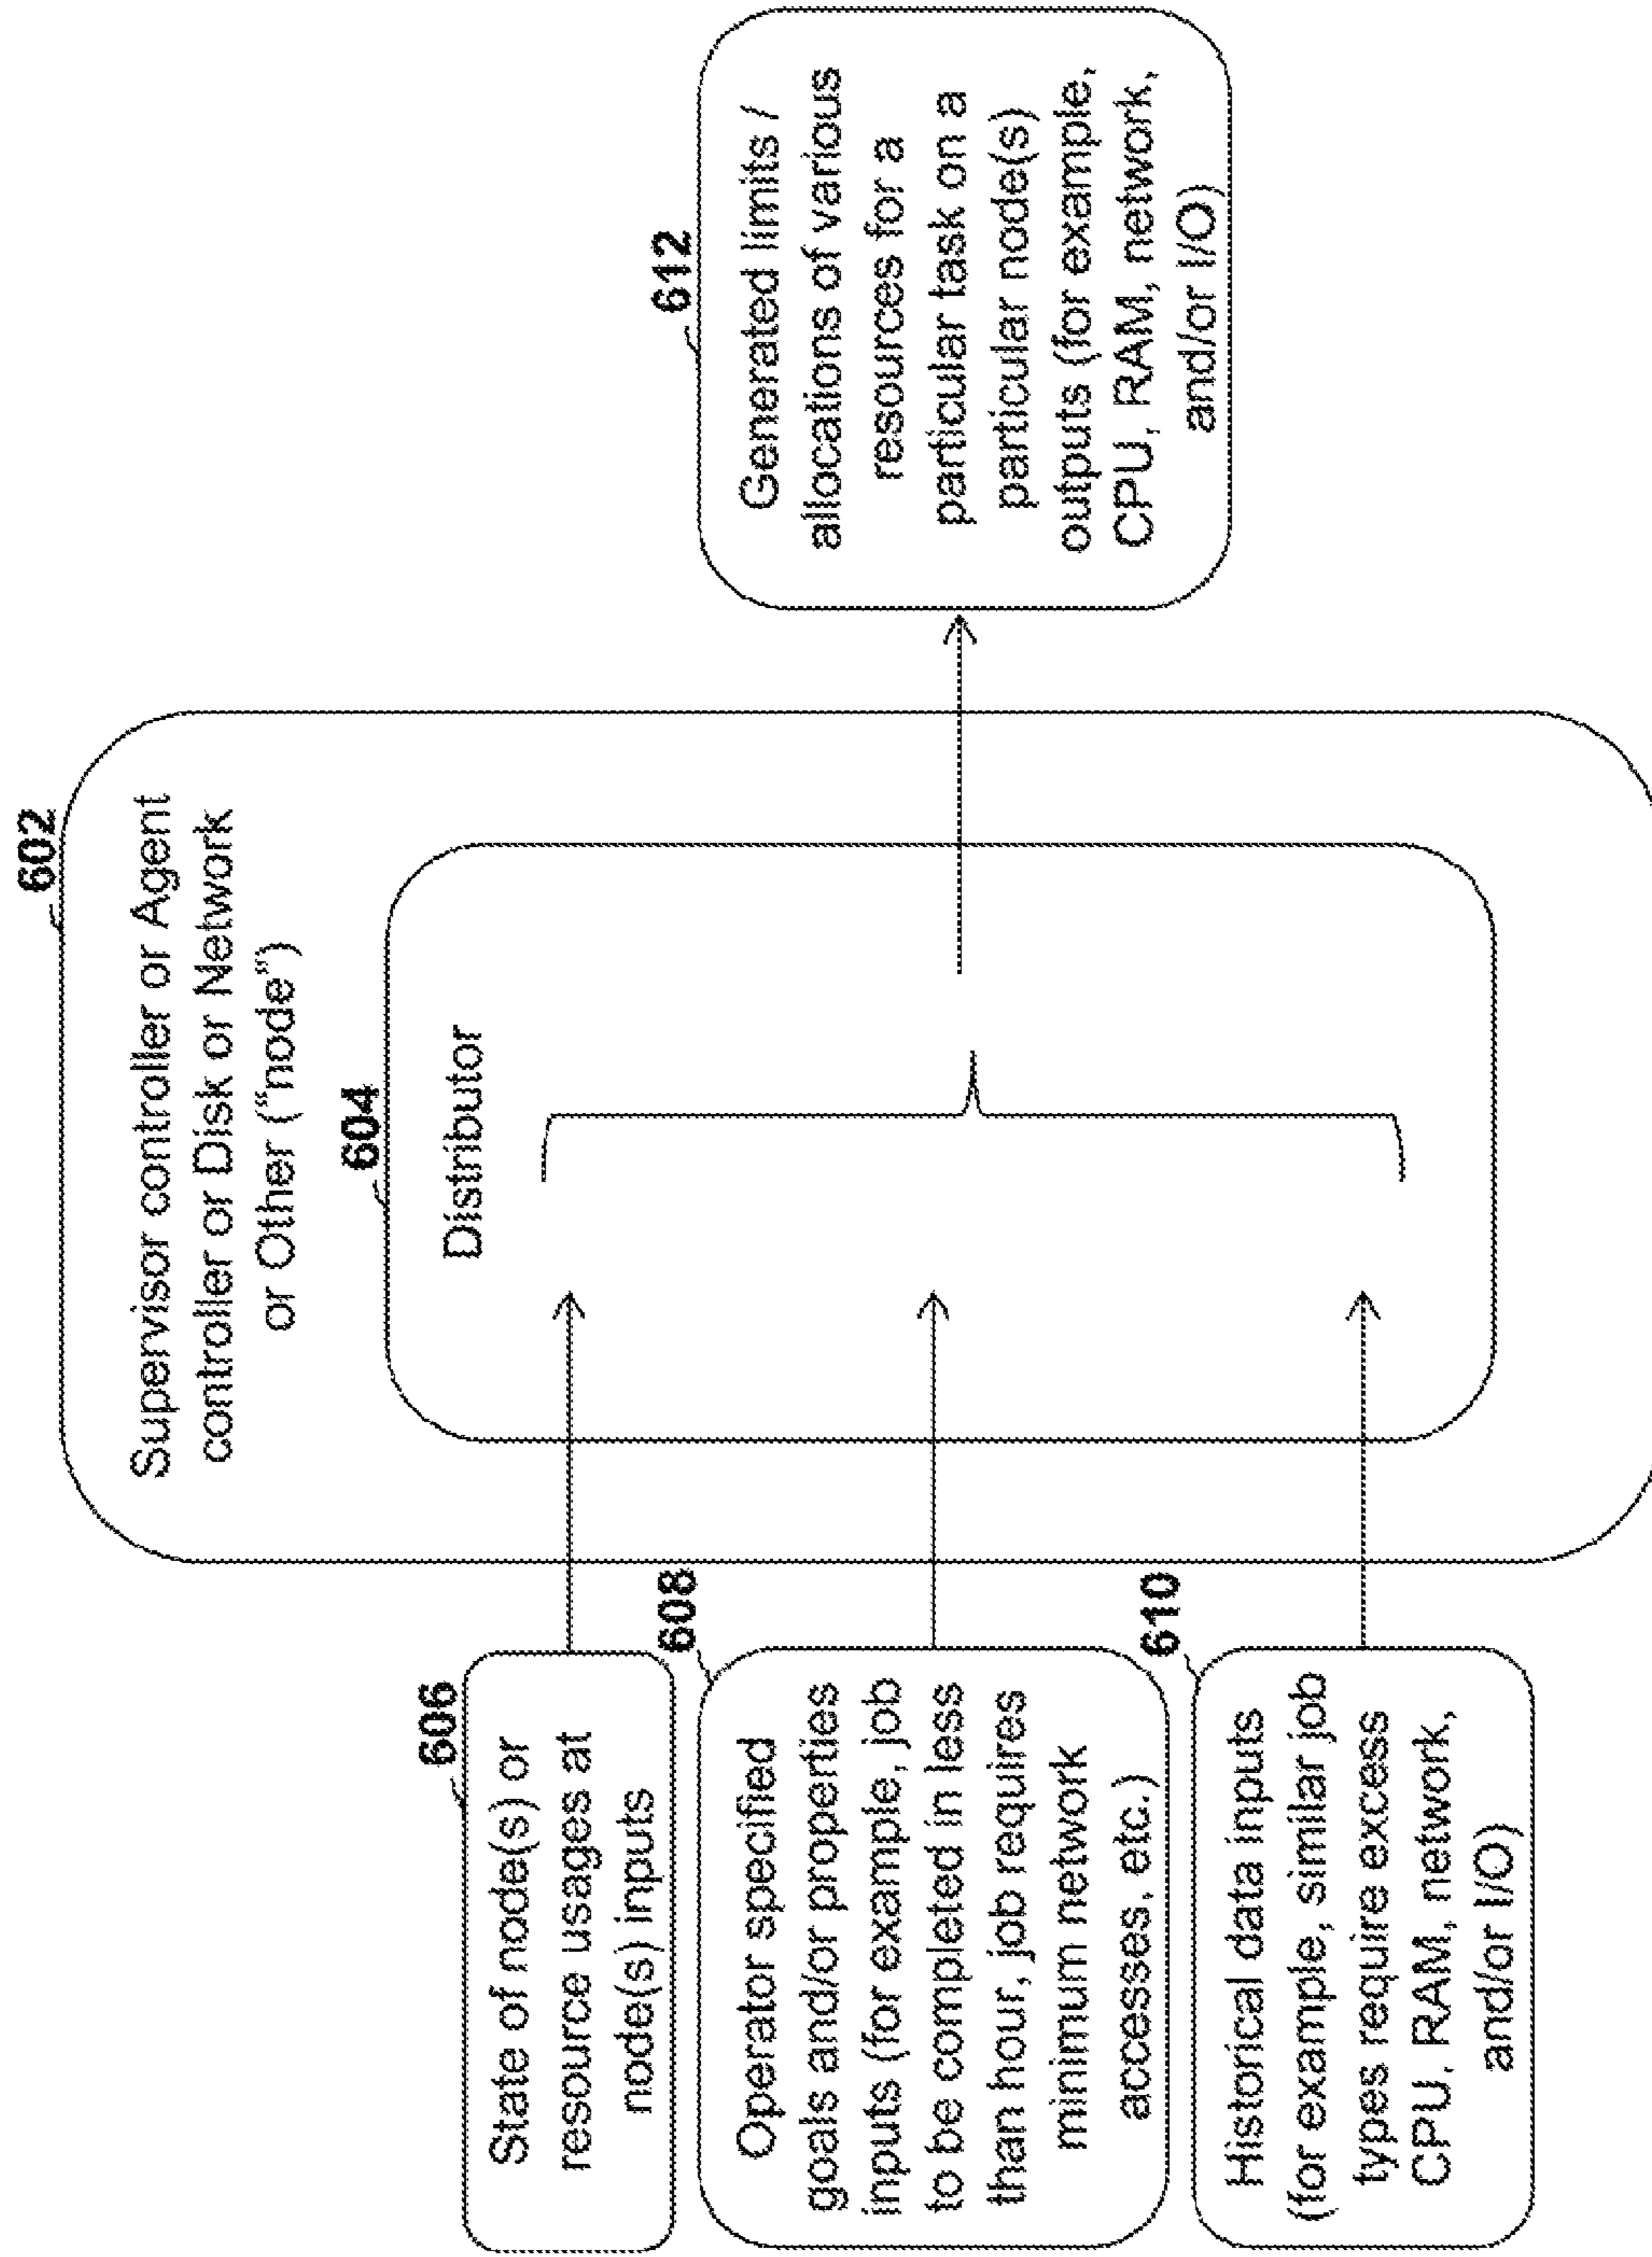 602
Supervisor controller or Agent
controller or Disk or Network
or Other ("node")
604
Distributor
606
State of node(s) or
resource usages at
node(s) inputs
608
Operator specified
goals and/or properties
inputs (for example, job
to be completed in less
than hour, job requires
minimum network
accesses, etc.)
610
Historical data inputs
(for example, similar job
types require excess
CPU, RAM, network,
and/or I/O)
612
Generated limits /
allocations of various
resources for a
particular task on a
particular node(s)
outputs (for example,
CPU, RAM, network,
and/or I/O)